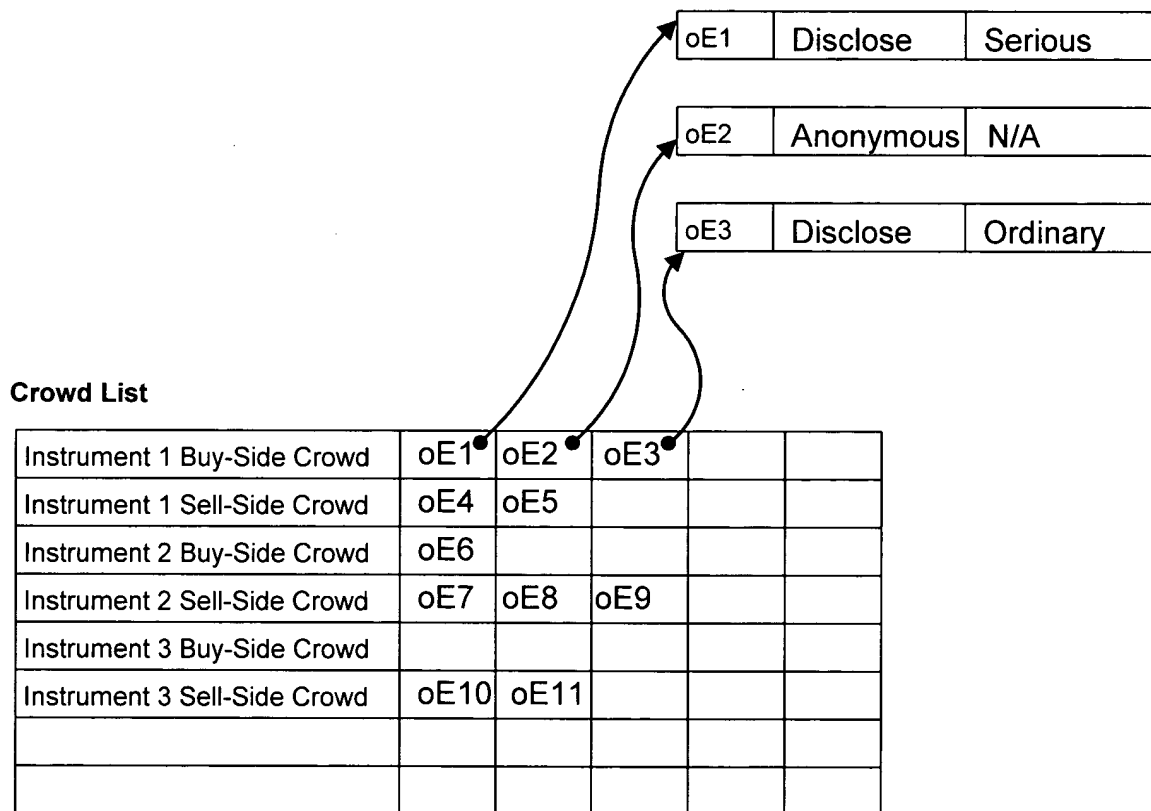 oE1 Disclose Serious
oE2 Anonymous N/A
oE3 Disclose Ordinary
Crowd List
Instrument 1 Buy-Side Crowd oE1 oE2 oE3
Instrument 1 Sell-Side Crowd oE4 oE5
Instrument 2 Buy-Side Crowd oE6
Instrument 2 Sell-Side Crowd oE7 oE8 oE9
Instrument 3 Buy-Side Crowd
Instrument 3 Sell-Side Crowd oE10 oE11